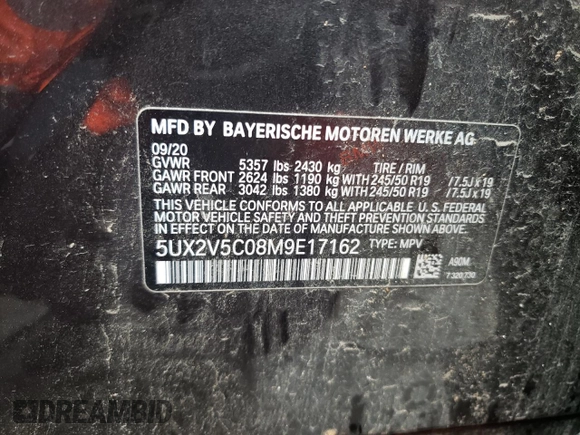 MFD BY BAYERISCHE MOTOREN WERKE AG
09/20
GVWR 5357 lbs 2430 kg TIRE / RIM
GAWR FRONT 2624 lbs 1190 kg WITH 245/50 R19 /7.5J x 19
GAWR REAR 3042 lbs 1380 kg WITH 245/50 R19 /7.5J x 19
THIS VEHICLE CONFORMS TO ALL APPLICABLE U. S. FEDERAL
MOTOR VEHICLE SAFETY, BUMPER, AND THEFT PREVENTION
STANDARDS IN EFFECT ON THE DATE OF MANUFACTURE SHOWN ABOVE.
5UX2V5C08M9E17162 TYPE: MPV
A90M
7320730
DREAMBID